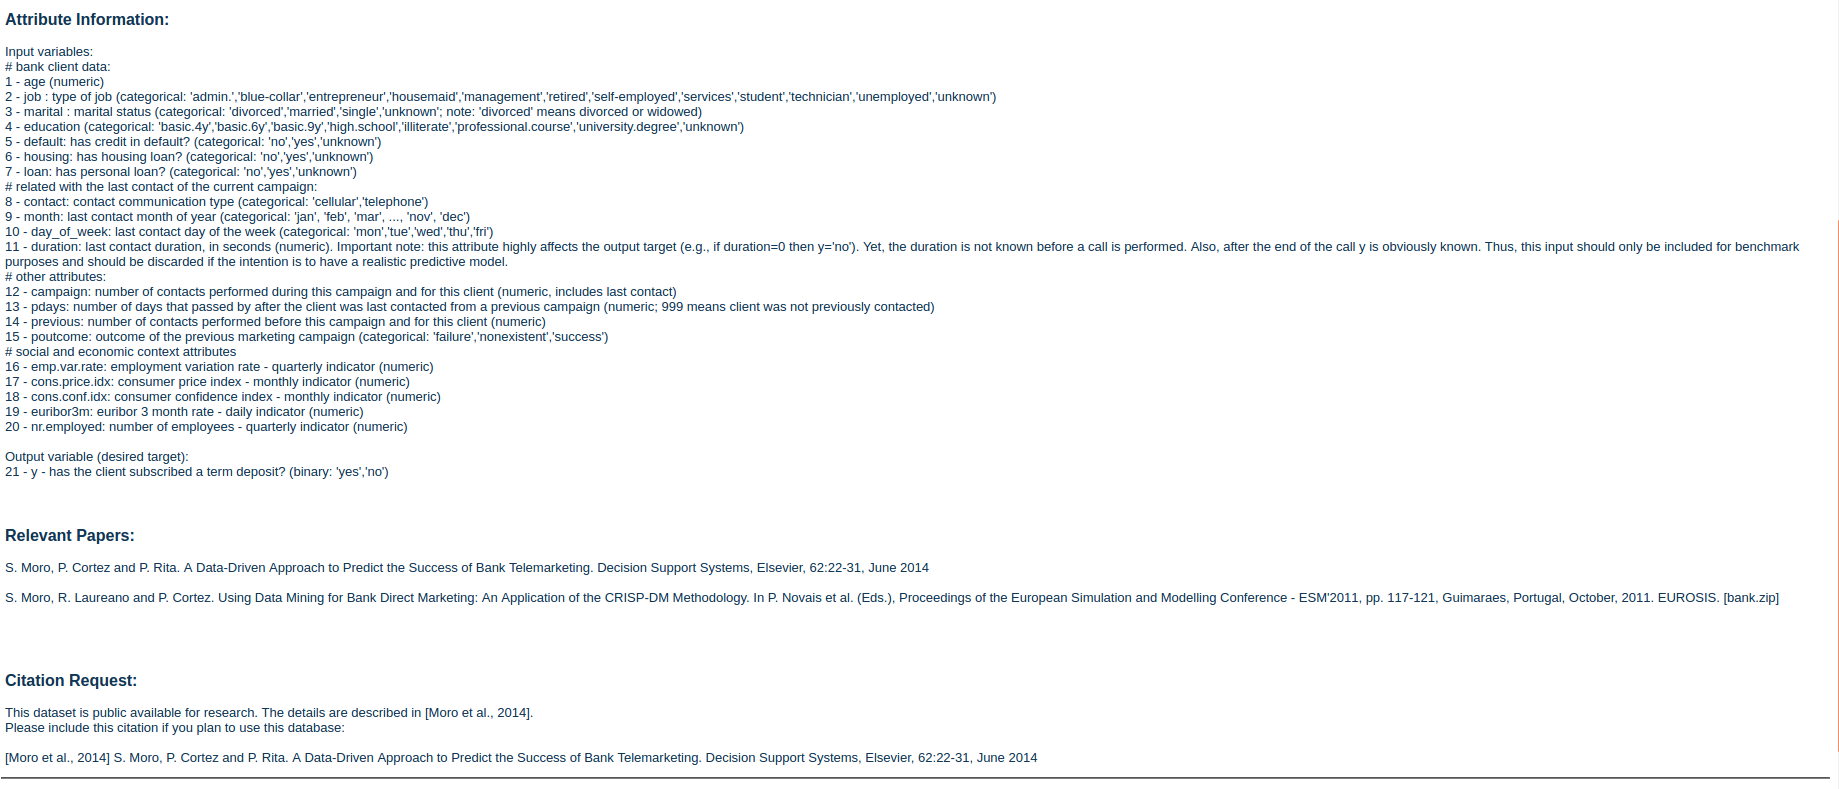 Attribute Information:
Input variables:
# bank client data:
1 - age (numeric)
2 - job : type of job (categorical: 'admin.','blue-collar','entrepreneur','housemaid','management','retired','self-employed','services','student','technician','unemployed','unknown')
3 - marital : marital status (categorical: 'divorced','married','single','unknown'; note: 'divorced' means divorced or widowed)
4 - education (categorical: 'basic.4y','basic.6y','basic.9y','high.school','illiterate','professional.course','university.degree','unknown')
5 - default: has credit in default? (categorical: 'no','yes','unknown')
6 - housing: has housing loan? (categorical: 'no','yes','unknown')
7 - loan: has personal loan? (categorical: 'no','yes','unknown')
# related with the last contact of the current campaign:
8 - contact: contact communication type (categorical: 'cellular','telephone')
9 - month: last contact month of year (categorical: 'jan', 'feb', 'mar', ..., 'nov', 'dec')
10 - day_of_week: last contact day of the week (categorical: 'mon','tue','wed','thu','fri')
11 - duration: last contact duration, in seconds (numeric). Important note: this attribute highly affects the output target (e.g., if duration=0 then y='no'). Yet, the duration is not known before a call is performed. Also, after the end of the call y is obviously known. Thus, this input should only be included for benchmark
purposes and should be discarded if the intention is to have a realistic predictive model.
# other attributes:
12 - campaign: number of contacts performed during this campaign and for this client (numeric, includes last contact)
13 - pdays: number of days that passed by after the client was last contacted from a previous campaign (numeric; 999 means client was not previously contacted)
14 - previous: number of contacts performed before this campaign and for this client (numeric)
15 - poutcome: outcome of the previous marketing campaign (categorical: 'failure','nonexistent','success')
# social and economic context attributes
16 - emp.var.rate: employment variation rate - quarterly indicator (numeric)
17 - cons.price.idx: consumer price index - monthly indicator (numeric)
18 - cons.conf.idx: consumer confidence index - monthly indicator (numeric)
19 - euribor3m: euribor 3 month rate - daily indicator (numeric)
20 - nr.employed: number of employees - quarterly indicator (numeric)
Output variable (desired target):
21 - y - has the client subscribed a term deposit? (binary: 'yes','no')
Relevant Papers:
S. Moro, P. Cortez and P. Rita. A Data-Driven Approach to Predict the Success of Bank Telemarketing. Decision Support Systems, Elsevier, 62:22-31, June 2014
S. Moro, R. Laureano and P. Cortez. Using Data Mining for Bank Direct Marketing: An Application of the CRISP-DM Methodology. In P. Novais et al. (Eds.), Proceedings of the European Simulation and Modelling Conference - ESM'2011, pp. 117-121, Guimaraes, Portugal, October, 2011. EUROSIS. [bank.zip]
Citation Request:
This dataset is public available for research. The details are described in [Moro et al., 2014].
Please include this citation if you plan to use this database:
[Moro et al., 2014] S. Moro, P. Cortez and P. Rita. A Data-Driven Approach to Predict the Success of Bank Telemarketing. Decision Support Systems, Elsevier, 62:22-31, June 2014